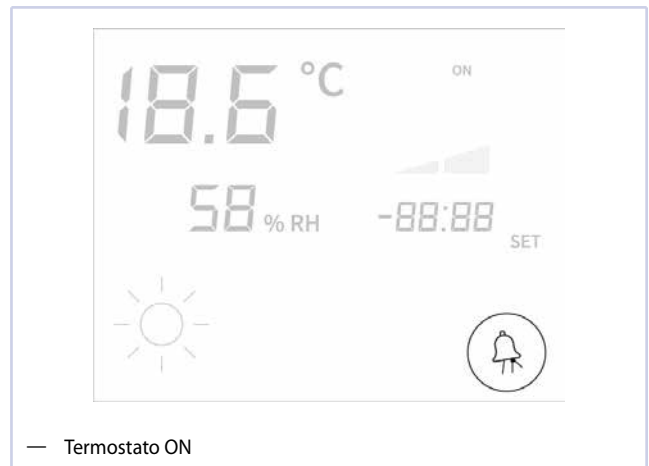 18.6 °C ON
58 % RH -88:88 SET
— Termostato ON